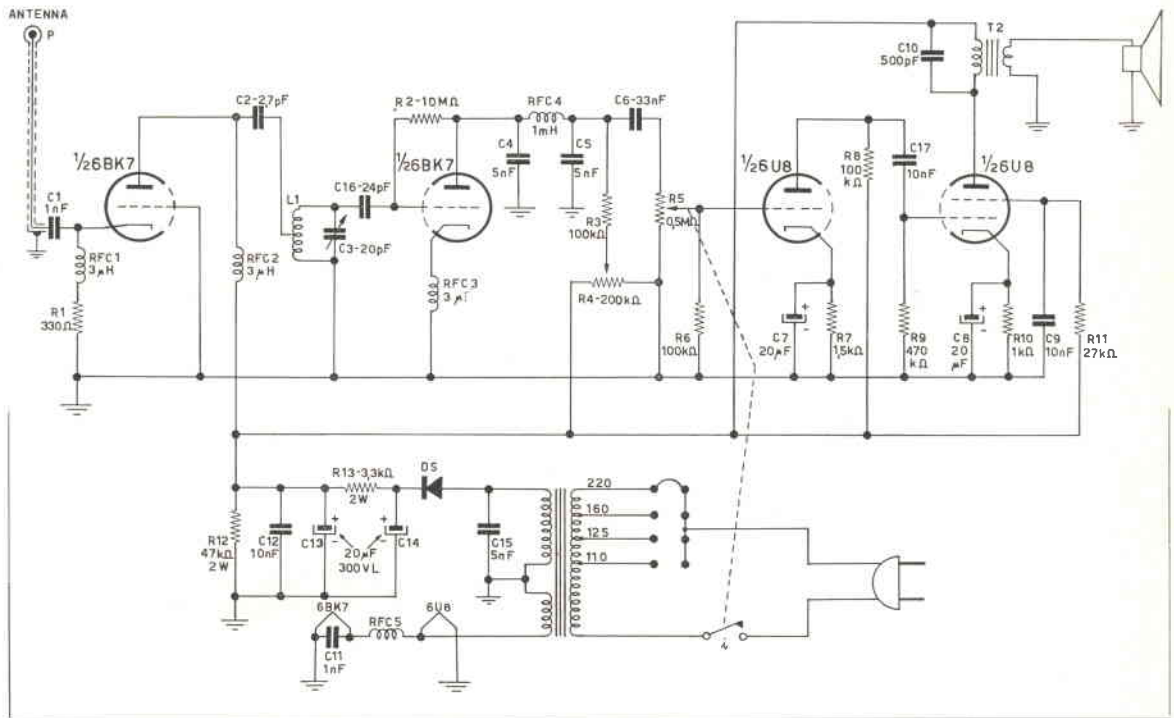 ANTENNA
P
C1
1nF
RFC1
3µH
R1
330Ω
½6BK7
C2-2,7pF
RFC2
3µH
L1
C3-20pF
C16-24pF
R2-10MΩ
½6BK7
RFC3
C4
5nF
RFC4
1mH
C5
5nF
C6-33nF
R3
100kΩ
R4-200kΩ
R5
0,5MΩ
R6
100kΩ
½6U8
C7
20µF
R7
1,5kΩ
R8
100
kΩ
C17
10nF
R9
470
kΩ
½6U8
C8
20
µF
R10
1kΩ
C9
10nF
R11
27kΩ
C10
500pF
T2
R12
47kΩ
2W
C12
10nF
C13
R13-3,3kΩ
2W
20µF
300VL
C14
DS
C15
5nF
220
160
125
110
6BK7
C11
1nF
RFC5
6U8